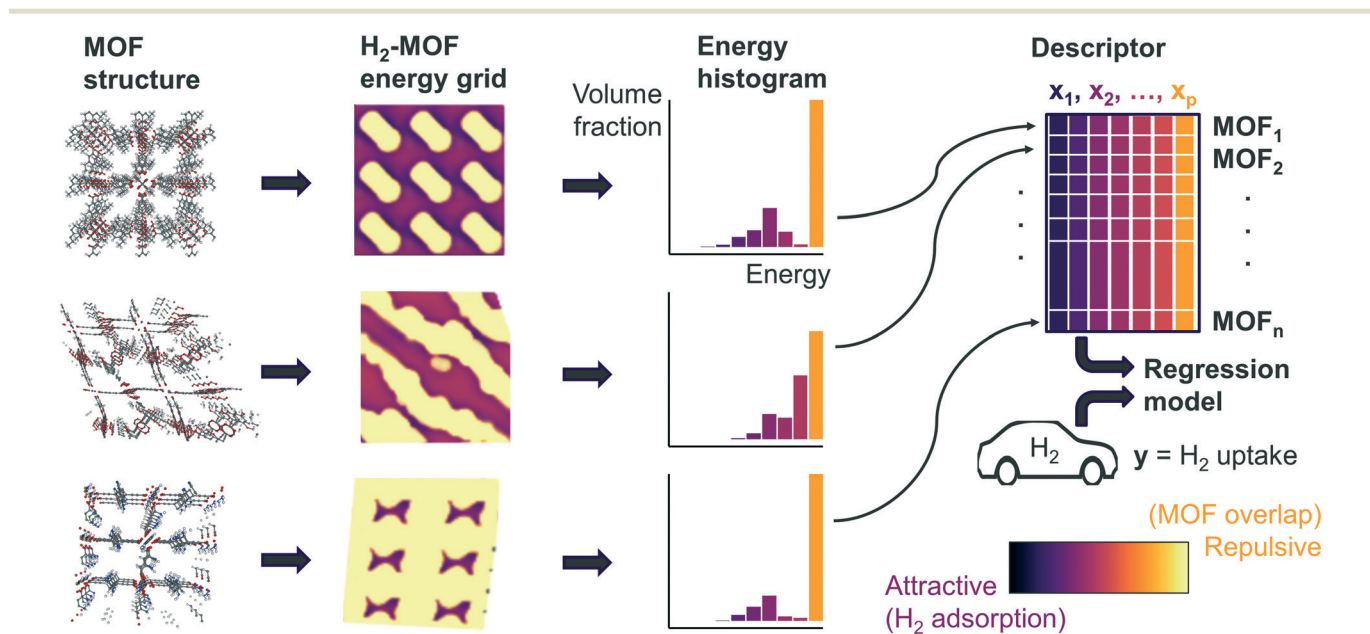 MOF
structure
H₂-MOF
energy grid
Energy
histogram
Descriptor
Volume
fraction
x₁, x₂, ..., xₚ
MOF₁
MOF₂
MOFₙ
Energy
Regression
model
H₂
y = H₂ uptake
(MOF overlap)
Repulsive
Attractive
(H₂ adsorption)